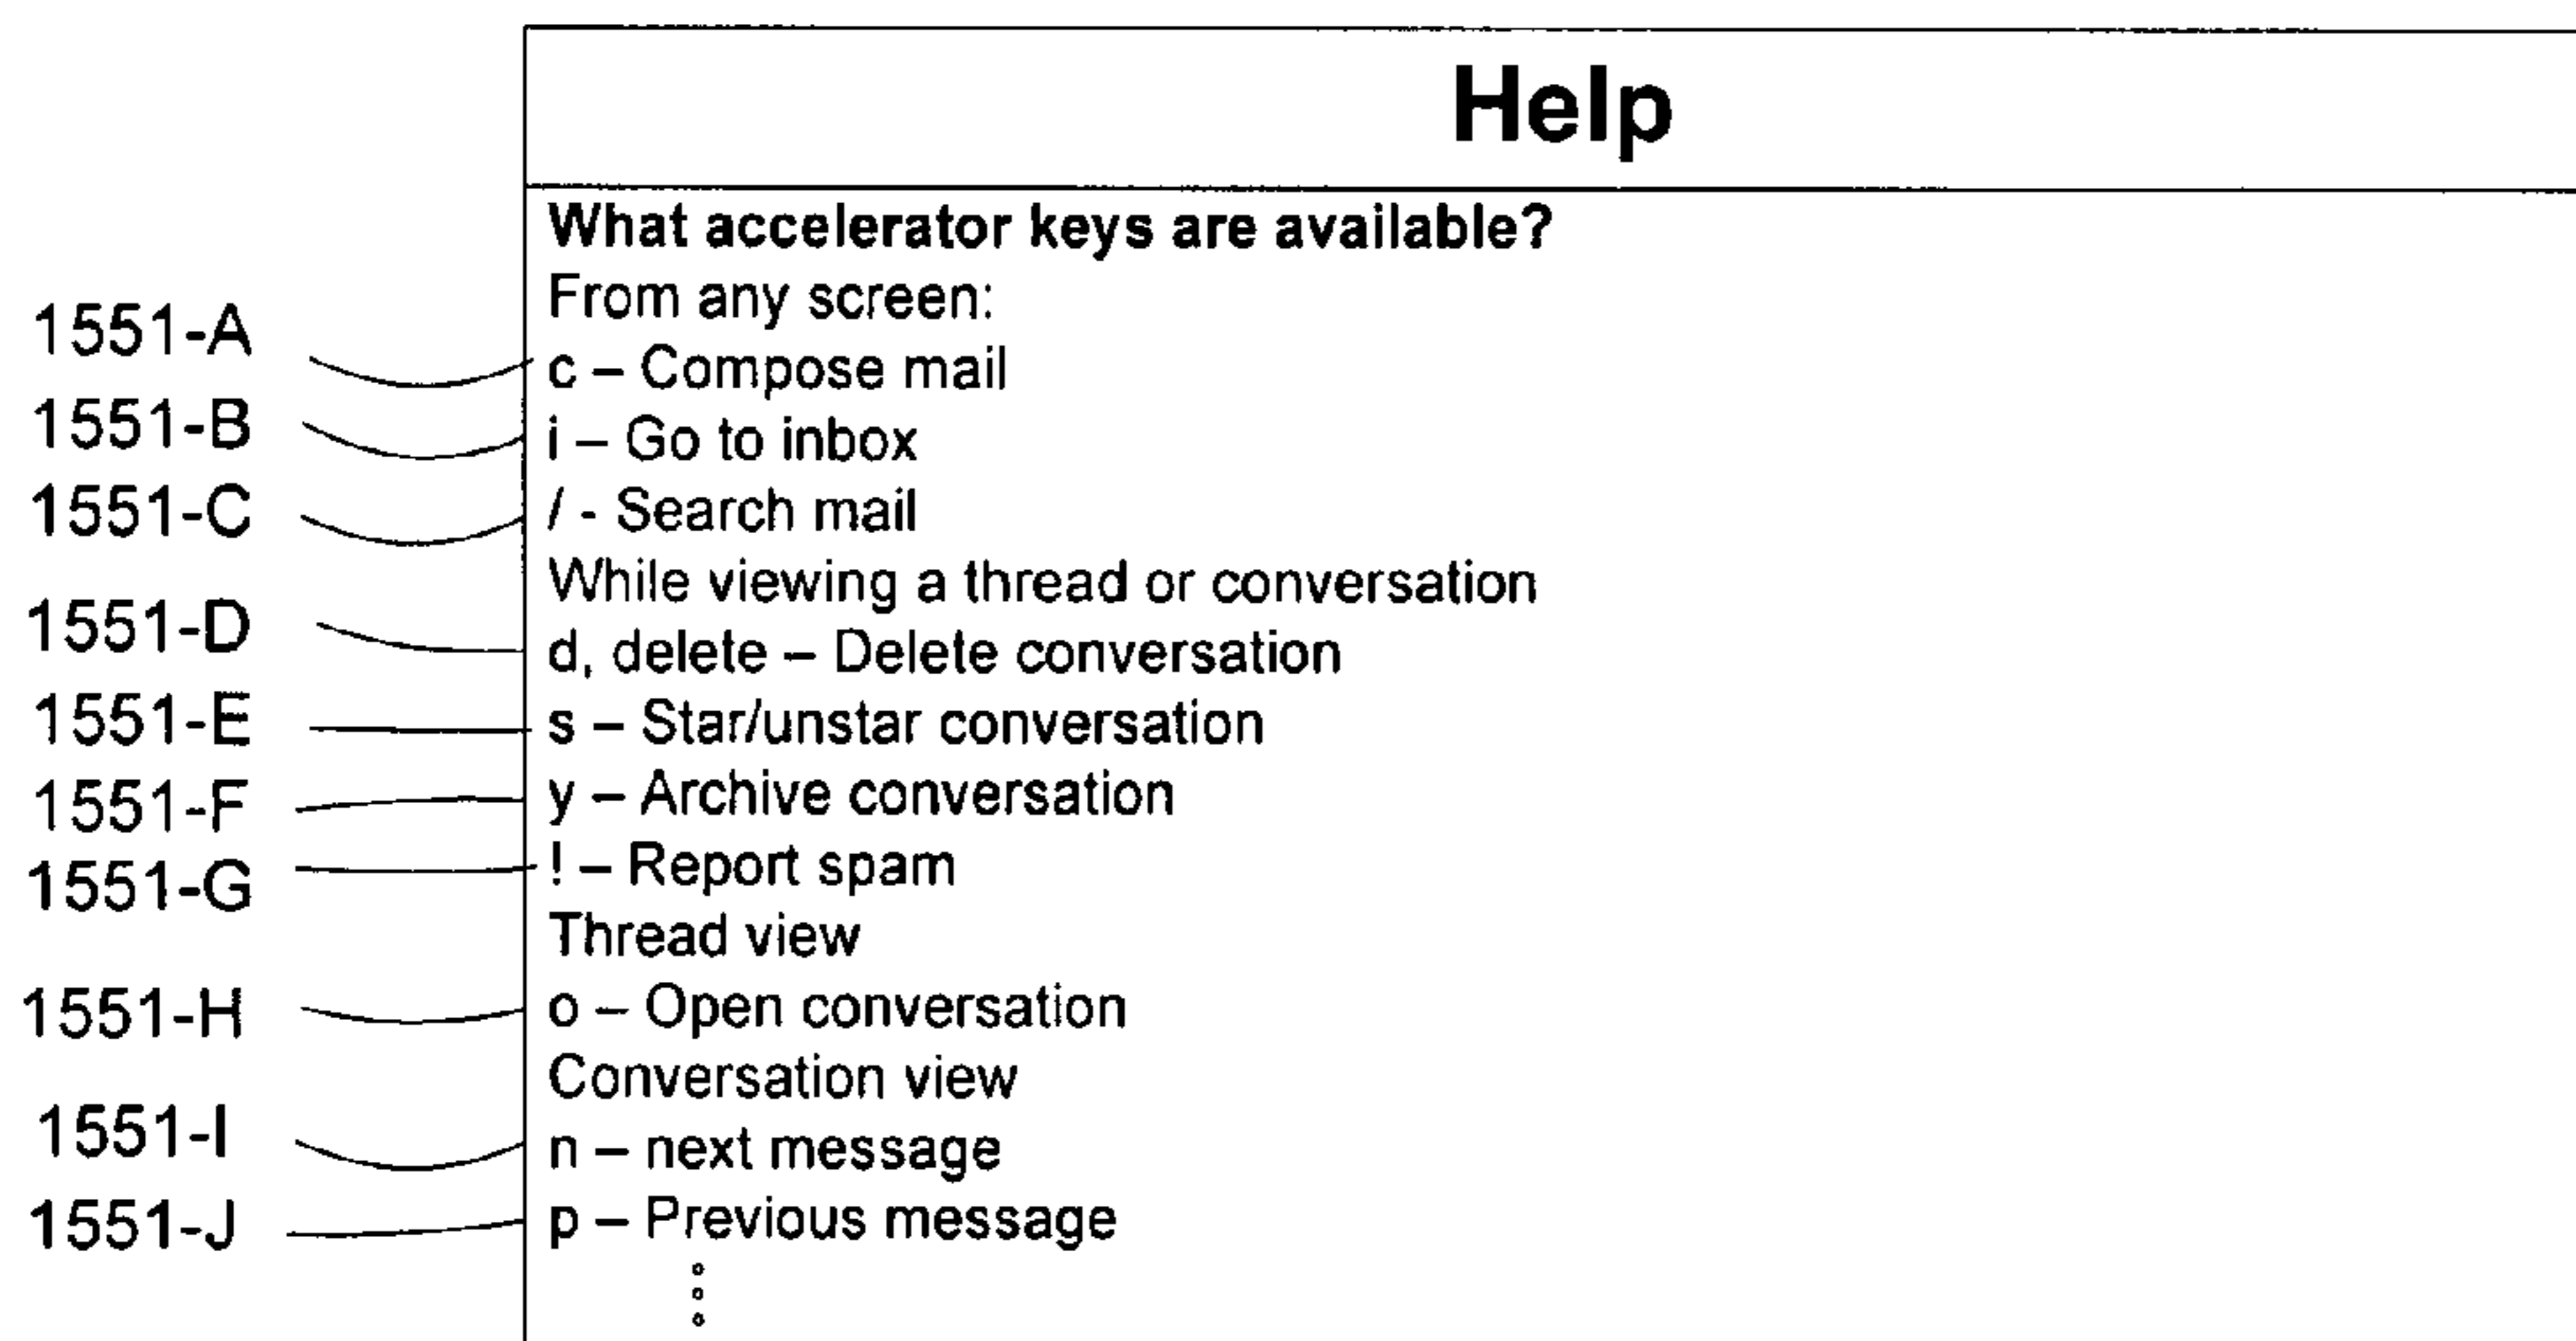 Help
What accelerator keys are available?
From any screen:
1551-A c – Compose mail
1551-B i – Go to inbox
1551-C / - Search mail
While viewing a thread or conversation
1551-D d, delete – Delete conversation
1551-E s – Star/unstar conversation
1551-F y – Archive conversation
1551-G ! – Report spam
Thread view
1551-H o – Open conversation
Conversation view
1551-I n – next message
1551-J p – Previous message